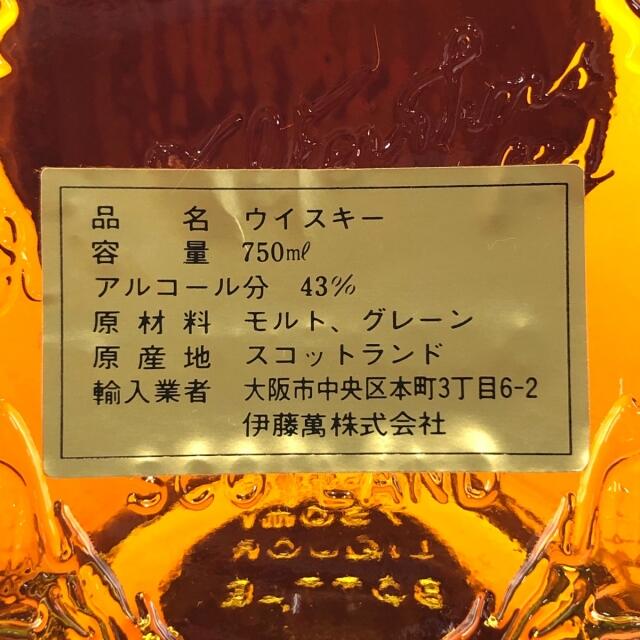 品名 ウイスキー
容量 750ml
アルコール分 43%
原材料 モルト、グレーン
原産地 スコットランド
輸入業者 大阪市中央区本町3丁目6-2
伊藤萬株式会社
SCOTLAND